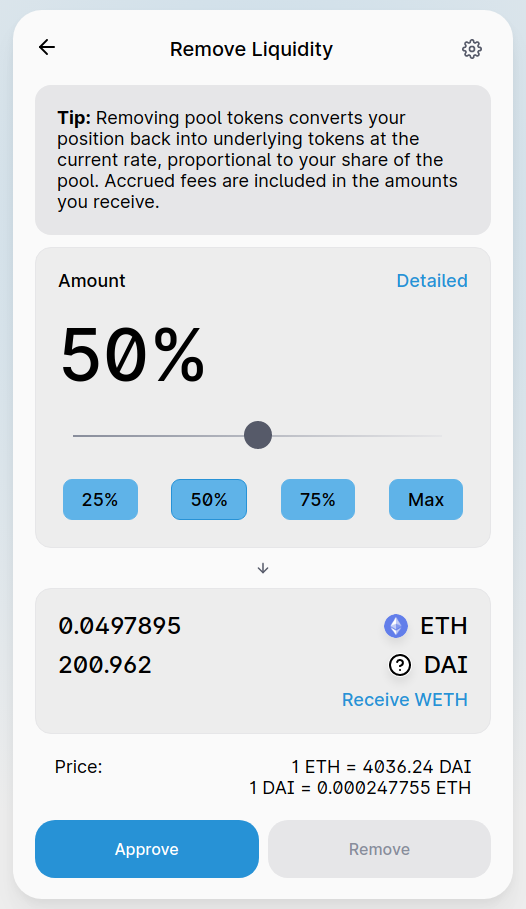 Remove Liquidity
Tip: Removing pool tokens converts your
position back into underlying tokens at the
current rate, proportional to your share of the
pool. Accrued fees are included in the amounts
you receive.
Amount Detailed
50%
25% 50% 75% Max
0.0497895 ETH
200.962 ? DAI
Receive WETH
Price: 1 ETH = 4036.24 DAI
1 DAI = 0.000247755 ETH
Approve Remove